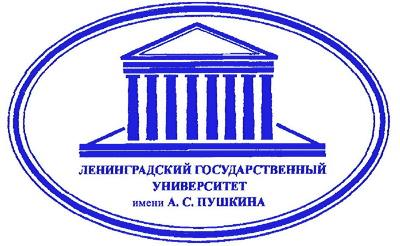 ЛЕНИНГРАДСКИЙ ГОСУДАРСТВЕННЫЙ
УНИВЕРСИТЕТ
имени А. С. ПУШКИНА